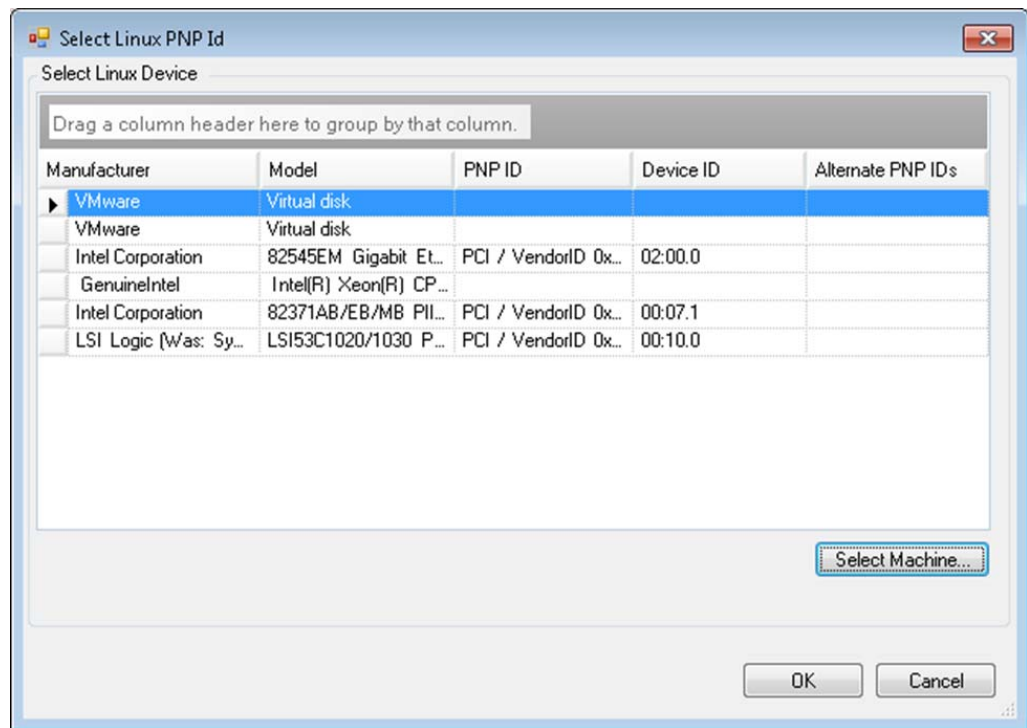 Select Linux PNP Id
Select Linux Device
Drag a column header here to group by that column.
Manufacturer Model PNP ID Device ID Alternate PNP IDs
VMware Virtual disk
VMware Virtual disk
Intel Corporation 82545EM Gigabit Et... PCI / VendorID 0x... 02:00.0
GenuineIntel Intel(R) Xeon(R) CP...
Intel Corporation 82371AB/EB/MB PII... PCI / VendorID 0x... 00:07.1
LSI Logic (Was: Sy... LSI53C1020/1030 P... PCI / VendorID 0x... 00:10.0
Select Machine...
OK Cancel